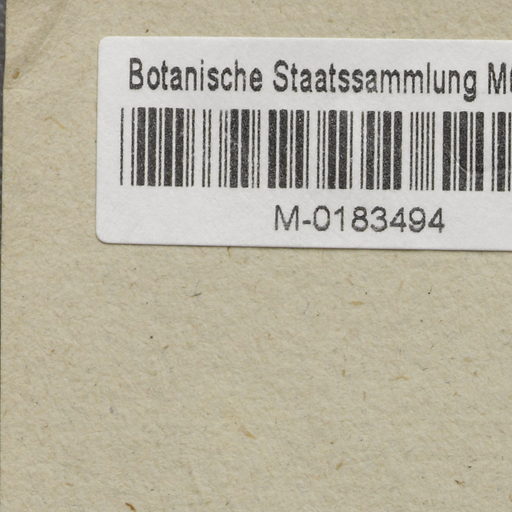 Botanische Staatssammlung M
M-0183494